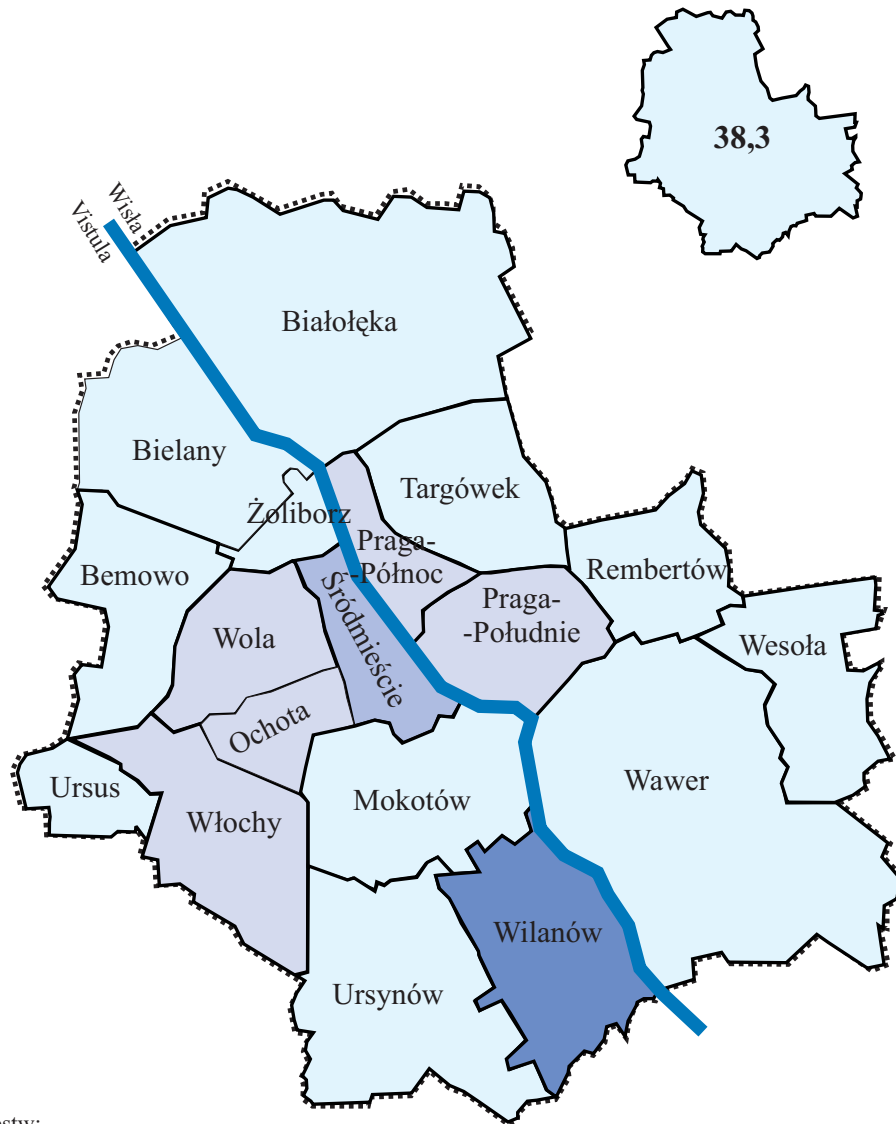 38,3
Wisła
Vistula
Białołęka
Bielany
Targówek
Żoliborz
Praga-
-Północ
Bemowo
Rembertów
Praga-
-Południe
Śródmieście
Wola
Wesoła
Ochota
Ursus
Mokotów
Wawer
Włochy
Wilanów
Ursynów